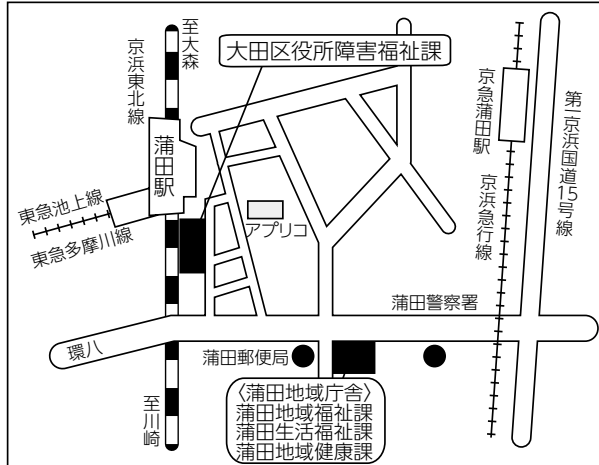 至大森
京浜東北線
大田区役所障害福祉課
蒲田駅
京急蒲田駅
第一京浜国道15号線
東急池上線
東急多摩川線
アプリコ
京浜急行線
蒲田警察署
環八
蒲田郵便局
至川崎
〈蒲田地域庁舎〉
蒲田地域福祉課
蒲田生活福祉課
蒲田地域健康課